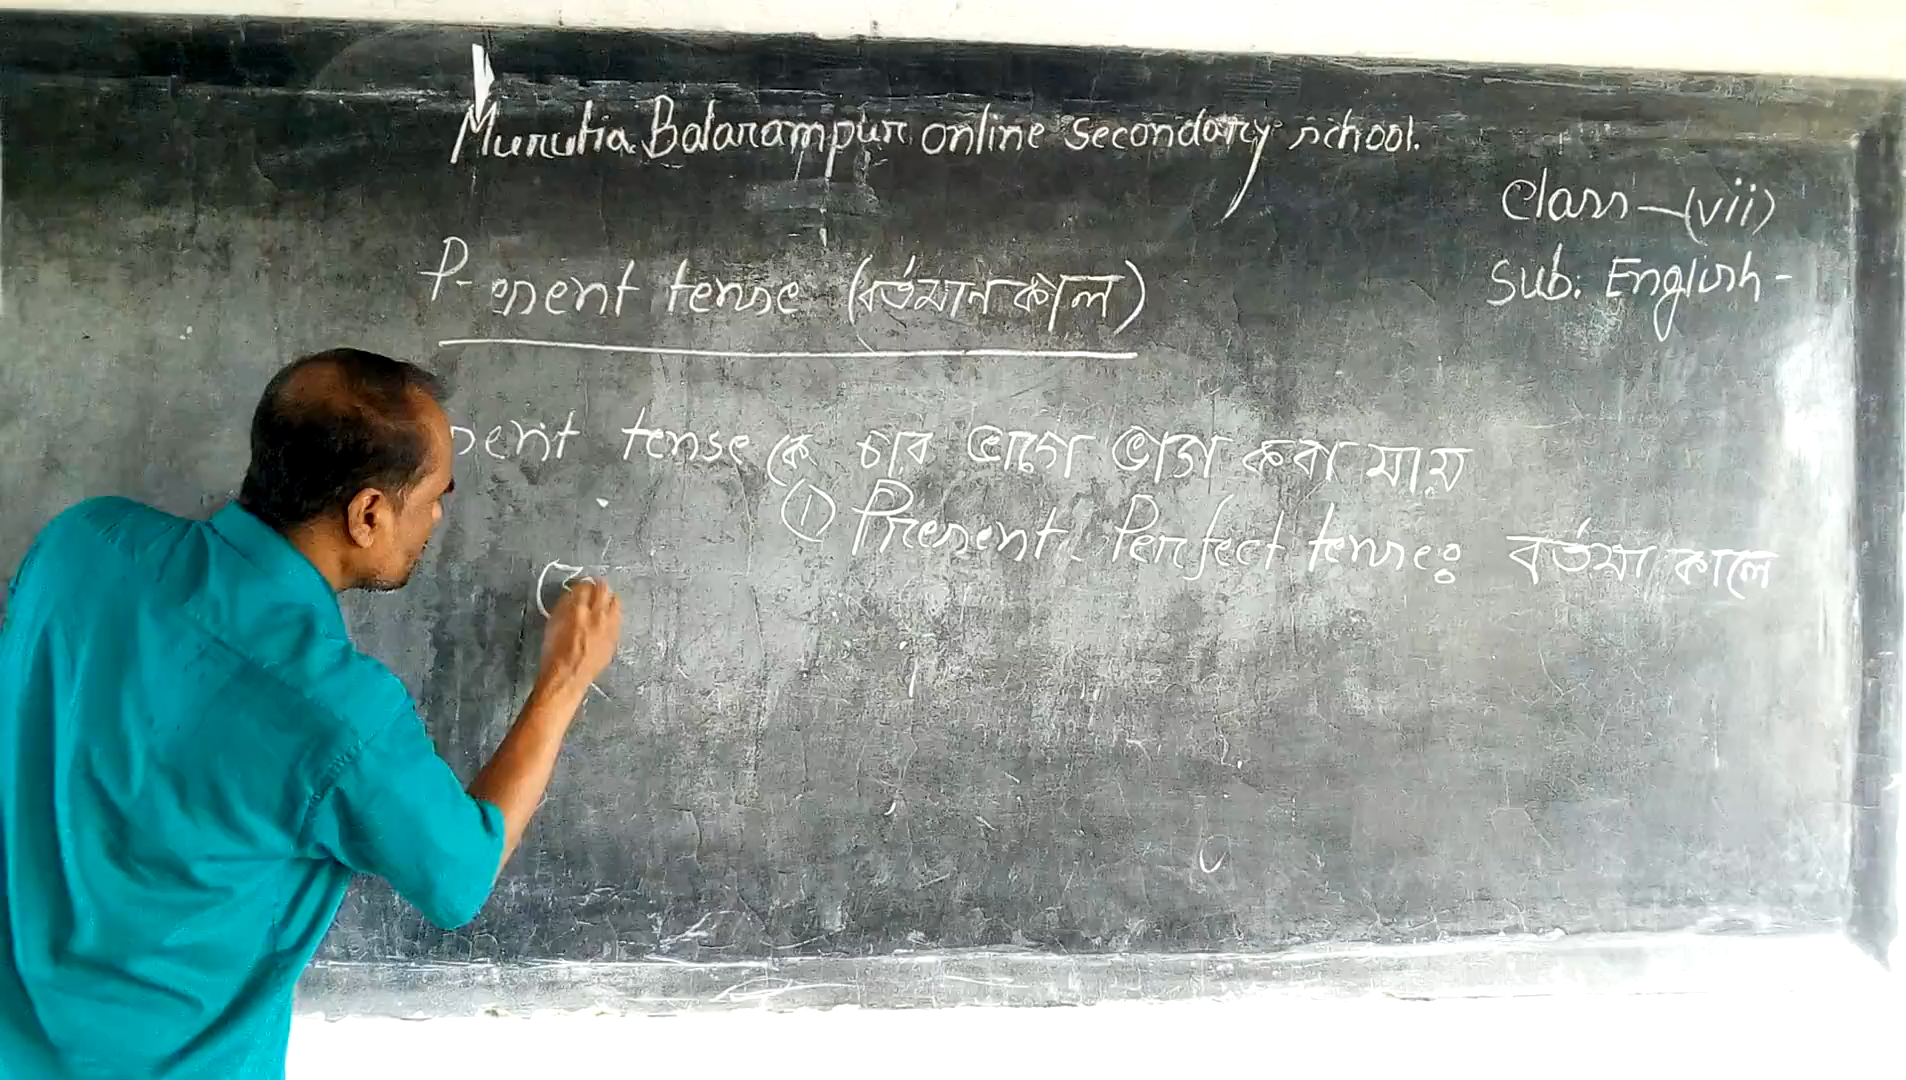 Murutia Balarampur online secondary school.
Class-(vii)
Sub: English-
P-esent tense (বর্তমান কাল)
sent tense কে চার ভাগে ভাগ করা যায়
① Present Perfect tense: বর্তমা কালে